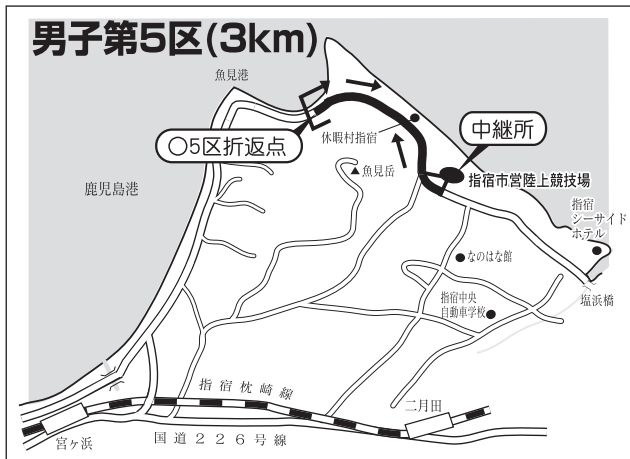 男子第5区(3km)
魚見港
○5区折返点
休暇村指宿
中継所
魚見岳
指宿市営陸上競技場
鹿児島港
指宿
シーサイド
ホテル
なのはな館
指宿中央
自動車学校
塩浜橋
指宿枕崎線
二月田
宮ヶ浜
国道226号線